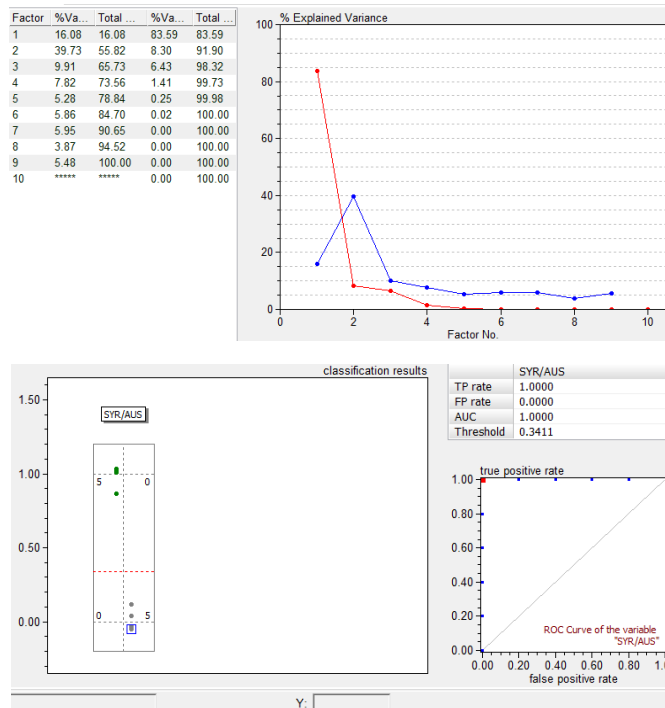 Factor %Va... Total ... %Va... Total ...
1 16.08 16.08 83.59 83.59
2 39.73 55.82 8.30 91.90
3 9.91 65.73 6.43 98.32
4 7.82 73.56 1.41 99.73
5 5.28 78.84 0.25 99.98
6 5.86 84.70 0.02 100.00
7 5.95 90.65 0.00 100.00
8 3.87 94.52 0.00 100.00
9 5.48 100.00 0.00 100.00
10 ***** ***** 0.00 100.00
% Explained Variance
100
80
60
40
20
0
0 2 4 6 8 10
Factor No.
classification results
1.50
1.00
0.50
0.00
SYR/AUS
5 0
0 5
SYR/AUS
TP rate 1.0000
FP rate 0.0000
AUC 1.0000
Threshold 0.3411
true positive rate
1.00
0.80
0.60
0.40
0.20
0.00
ROC Curve of the variable
"SYR/AUS"
0.00 0.20 0.40 0.60 0.80 1.0
false positive rate
Y: